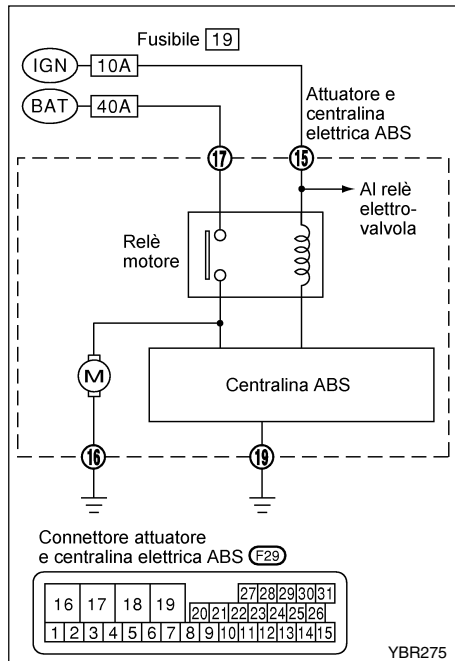 Fusibile 19
IGN 10A
BAT 40A
Attuatore e
centralina
elettrica ABS
17 15
Al relè
elettro-
valvola
Relè
motore
M
Centralina ABS
16 19
Connettore attuatore
e centralina elettrica ABS F29
27 28 29 30 31
16 17 18 19
20 21 22 23 24 25 26
1 2 3 4 5 6 7 8 9 10 11 12 13 14 15
YBR275